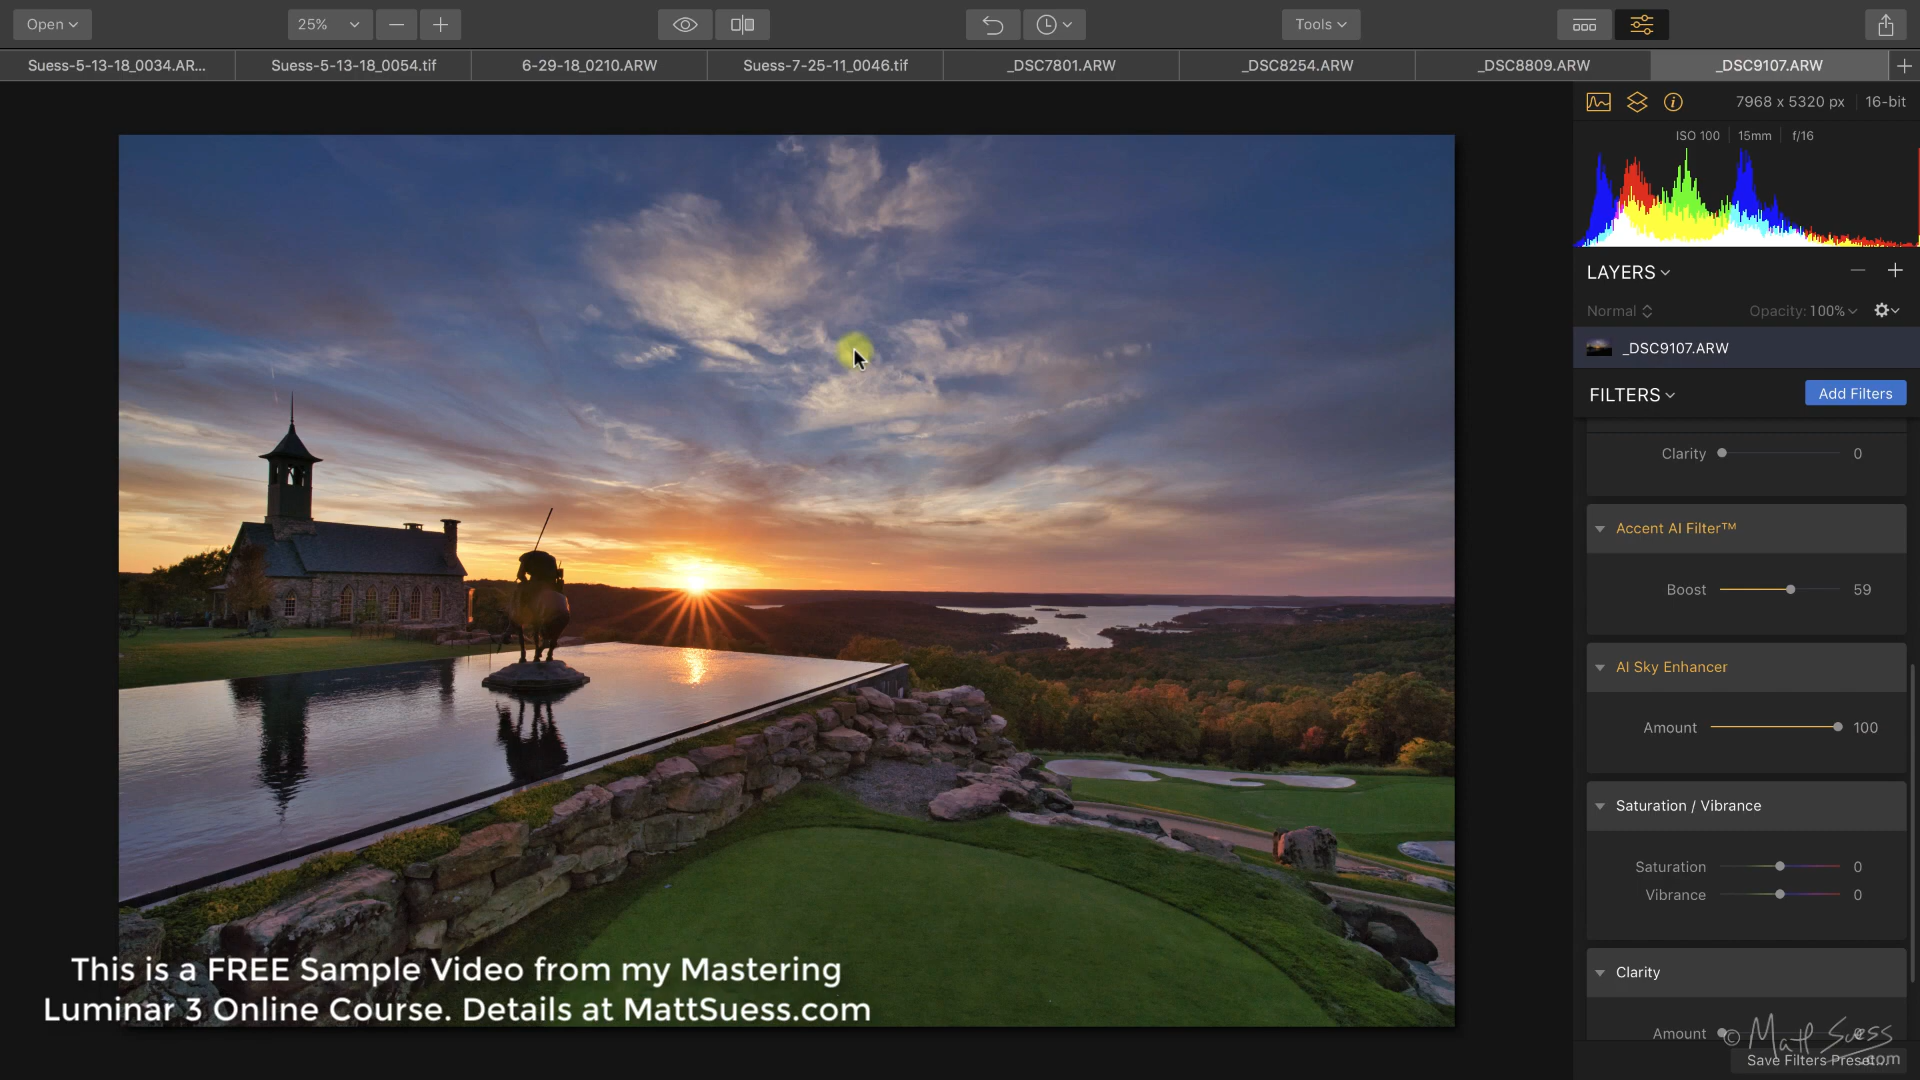 Open
25%
Tools
Suess-5-13-18_0034.AR...
Suess-5-13-18_0054.tif
6-29-18_0210.ARW
Suess-7-25-11_0046.tif
_DSC7801.ARW
_DSC8254.ARW
_DSC8809.ARW
_DSC9107.ARW
7968 x 5320 px
16-bit
ISO 100
15mm
f/16
LAYERS
Normal
Opacity: 100%
_DSC9107.ARW
FILTERS
Add Filters
Clarity 0
Accent AI Filter™
Boost 59
AI Sky Enhancer
Amount 100
Saturation / Vibrance
Saturation 0
Vibrance 0
Clarity
Amount
© Matt Suess
.com
Save Filters Preset...
This is a FREE Sample Video from my Mastering
Luminar 3 Online Course. Details at MattSuess.com